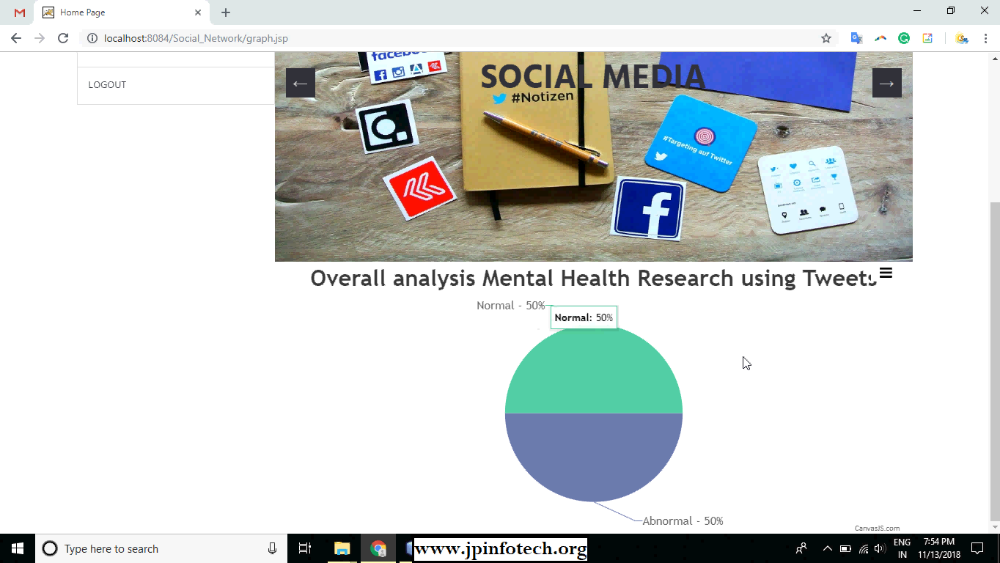 Home Page
localhost:8084/Social_Network/graph.jsp
LOGOUT
facebook
SOCIAL MEDIA
#Notizen
#Targeting auf Twitter
Overall analysis Mental Health Research using Tweets
Normal - 50%
Normal: 50%
Abnormal - 50%
CanvasJS.com
Type here to search
www.jpinfotech.org
ENG
IN
7:54 PM
11/13/2018